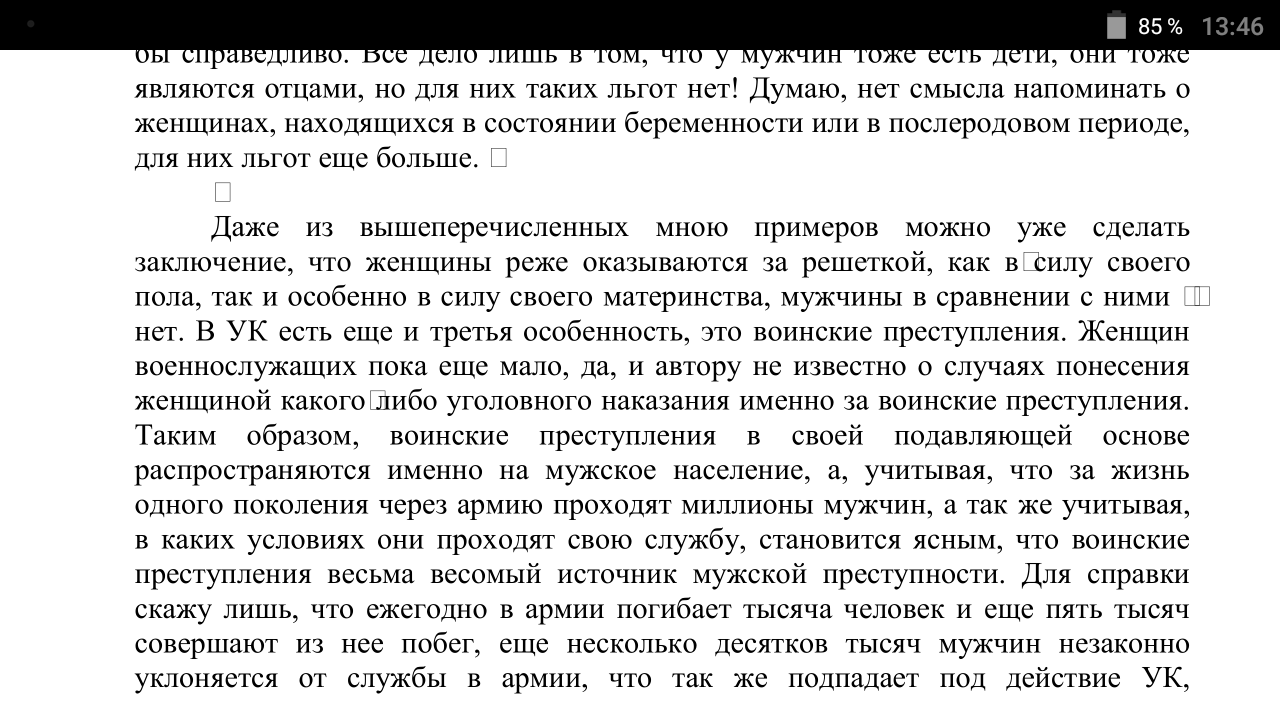 85 % 13:46
бы справедливо. Все дело лишь в том, что у мужчин тоже есть дети, они тоже
являются отцами, но для них таких льгот нет! Думаю, нет смысла напоминать о
женщинах, находящихся в состоянии беременности или в послеродовом периоде,
для них льгот еще больше.
Даже из вышеперечисленных мною примеров можно уже сделать
заключение, что женщины реже оказываются за решеткой, как в силу своего
пола, так и особенно в силу своего материнства, мужчины в сравнении с ними
нет. В УК есть еще и третья особенность, это воинские преступления. Женщин
военнослужащих пока еще мало, да, и автору не известно о случаях понесения
женщиной какого либо уголовного наказания именно за воинские преступления.
Таким образом, воинские преступления в своей подавляющей основе
распространяются именно на мужское население, а, учитывая, что за жизнь
одного поколения через армию проходят миллионы мужчин, а так же учитывая,
в каких условиях они проходят свою службу, становится ясным, что воинские
преступления весьма весомый источник мужской преступности. Для справки
скажу лишь, что ежегодно в армии погибает тысяча человек и еще пять тысяч
совершают из нее побег, еще несколько десятков тысяч мужчин незаконно
уклоняется от службы в армии, что так же подпадает под действие УК,